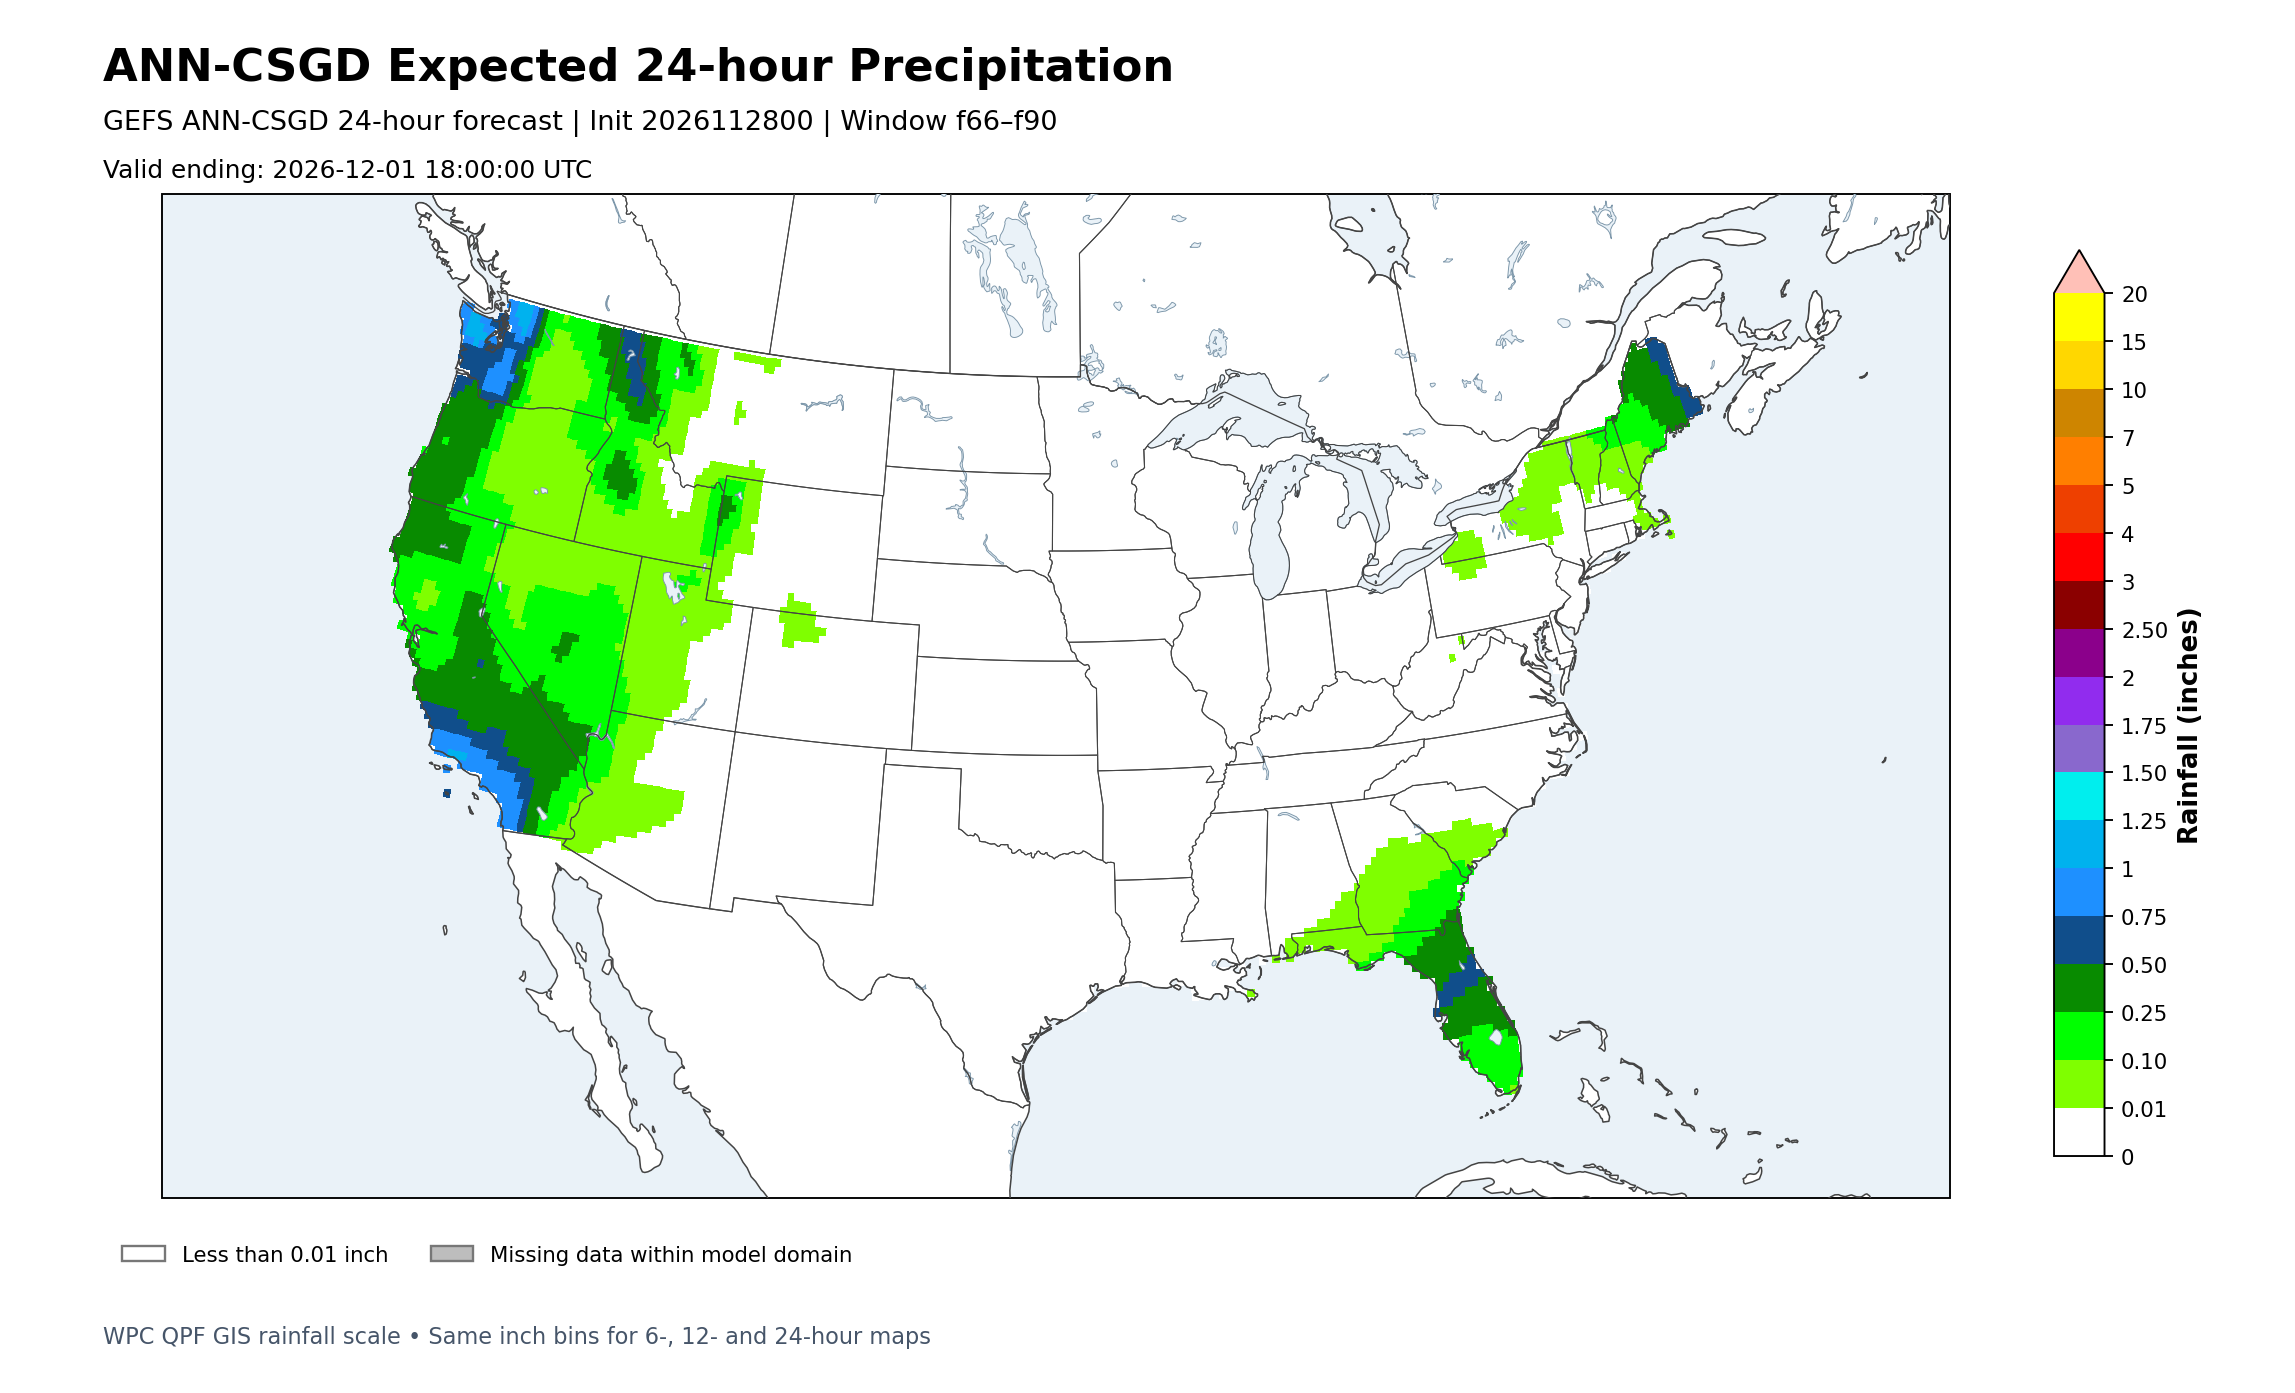 ANN-CSGD Expected 24-hour Precipitation
GEFS ANN-CSGD 24-hour forecast | Init 2026112800 | Window f66–f90
Valid ending: 2026-12-01 18:00:00 UTC
20
15
10
7
5
4
3
2.50
2
1.75
1.50
1.25
1
0.75
0.50
0.25
0.10
0.01
0
Rainfall (inches)
Less than 0.01 inch
Missing data within model domain
WPC QPF GIS rainfall scale • Same inch bins for 6-, 12- and 24-hour maps